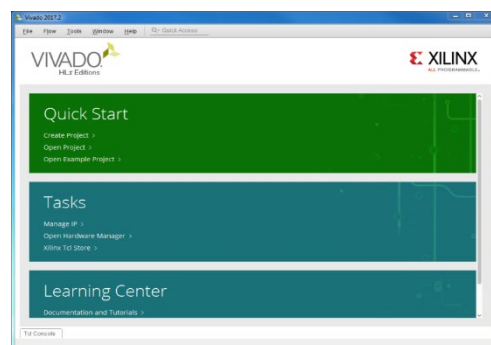 Vivado 2017.2
File Flow Tools Window Help Quick Access
VIVADO
HLx Editions
XILINX
ALL PROGRAMMABLE.
Quick Start
Create Project >
Open Project >
Open Example Project >
Tasks
Manage IP >
Open Hardware Manager >
Xilinx Tcl Store >
Learning Center
Documentation and Tutorials >
Tcl Console